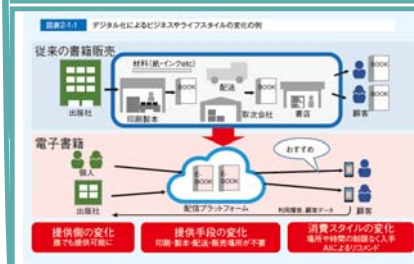 図表2-1-1 デジタル化によるビジネスやライフスタイルの変化の例
従来の書籍販売
材料(紙・インクetc)
配送
BOOK
BOOK
BOOK
BOOK
出版社
印刷製本
取次会社
書店
顧客
電子書籍
おすすめ
個人
E-BOOK
E-BOOK
出版社
配信プラットフォーム
利用履歴、顧客データ
顧客
提供側の変化
誰でも提供可能に
提供手段の変化
印刷・製本・配送・販売場所が不要
消費スタイルの変化
場所や時間の制限なく入手
AIによるリコメンド